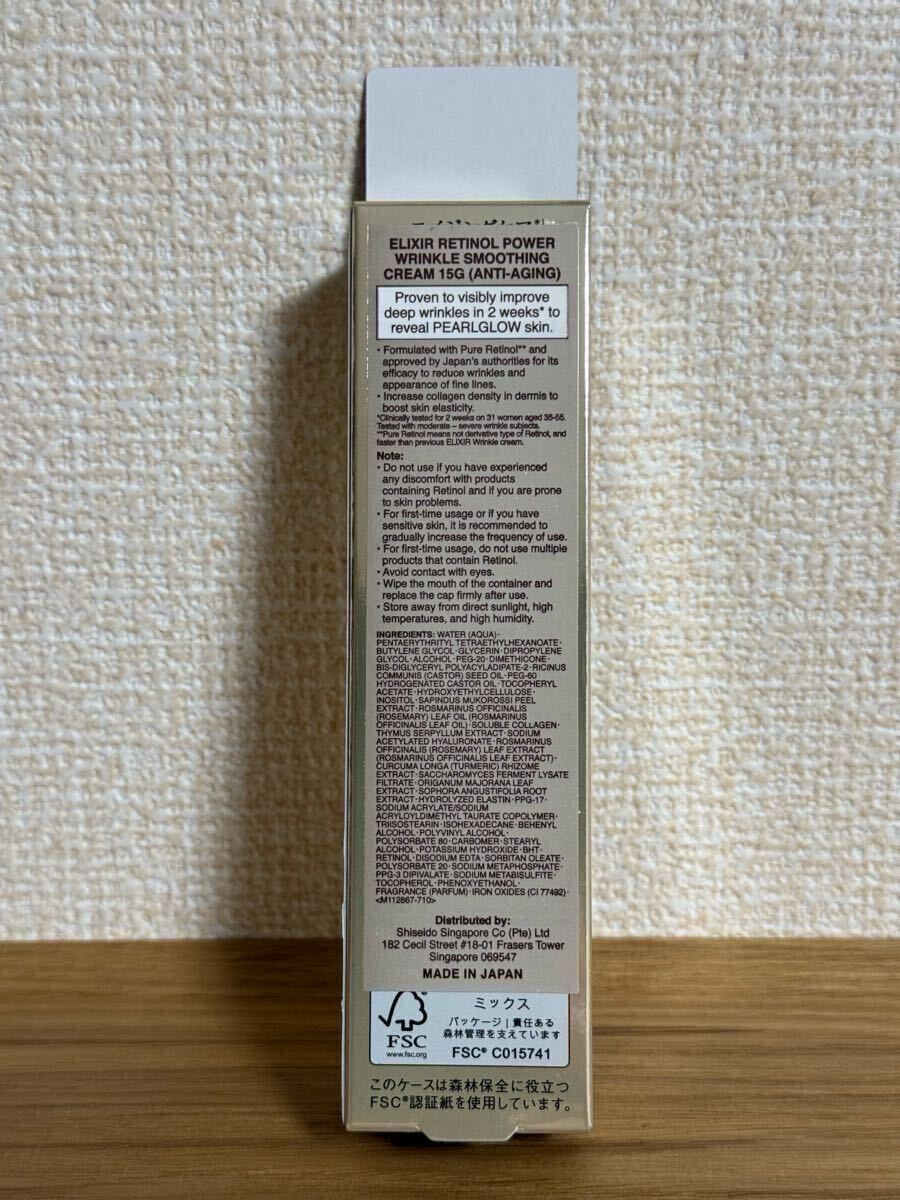 ELIXIR RETINOL POWER
WRINKLE SMOOTHING
CREAM 15G (ANTI-AGING)
Proven to visibly improve
deep wrinkles in 2 weeks* to
reveal PEARLGLOW skin.
• Formulated with Pure Retinol** and
approved by Japan's authorities for its
efficacy to reduce wrinkles and
appearance of fine lines.
• Increase collagen density in dermis to
boost skin elasticity.
*Clinically tested for 2 weeks on 31 women aged 35-55.
Tested with moderate – severe wrinkle subjects.
**Pure Retinol means not derivative type of Retinol, and
faster than previous ELIXIR Wrinkle cream.
Note:
• Do not use if you have experienced
any discomfort with products
containing Retinol and if you are prone
to skin problems.
• For first-time usage or if you have
sensitive skin, it is recommended to
gradually increase the frequency of use.
• For first-time usage, do not use multiple
products that contain Retinol.
• Avoid contact with eyes.
• Wipe the mouth of the container and
replace the cap firmly after use.
• Store away from direct sunlight, high
temperatures, and high humidity.
INGREDIENTS: WATER (AQUA)·
PENTAERYTHRITYL TETRAETHYLHEXANOATE·
BUTYLENE GLYCOL·GLYCERIN·DIPROPYLENE
GLYCOL·ALCOHOL·PEG-20·DIMETHICONE·
BIS-DIGLYCERYL POLYACYLADIPATE-2·RICINUS
COMMUNIS (CASTOR) SEED OIL·PEG-60
HYDROGENATED CASTOR OIL·TOCOPHERYL
ACETATE·HYDROXYETHYLCELLULOSE·
INOSITOL·SAPINDUS MUKOROSSI PEEL
EXTRACT·ROSMARINUS OFFICINALIS
(ROSEMARY) LEAF OIL (ROSMARINUS
OFFICINALIS LEAF OIL)·SOLUBLE COLLAGEN·
THYMUS SERPYLLUM EXTRACT·SODIUM
ACETYLATED HYALURONATE·ROSMARINUS
OFFICINALIS (ROSEMARY) LEAF EXTRACT
(ROSMARINUS OFFICINALIS LEAF EXTRACT)·
CURCUMA LONGA (TURMERIC) RHIZOME
EXTRACT·SACCHAROMYCES FERMENT LYSATE
FILTRATE·ORIGANUM MAJORANA LEAF
EXTRACT·SOPHORA ANGUSTIFOLIA ROOT
EXTRACT·HYDROLYZED ELASTIN·PPG-17·
SODIUM ACRYLATE/SODIUM
ACRYLOYLDIMETHYL TAURATE COPOLYMER·
TRIISOSTEARIN·ISOHEXADECANE·BEHENYL
ALCOHOL·POLYVINYL ALCOHOL·
POLYSORBATE 80·CARBOMER·STEARYL
ALCOHOL·POTASSIUM HYDROXIDE·BHT·
RETINOL·DISODIUM EDTA·SORBITAN OLEATE·
POLYSORBATE 20·SODIUM METAPHOSPHATE·
PPG-3 DIPIVALATE·SODIUM METABISULFITE·
TOCOPHEROL·PHENOXYETHANOL·
FRAGRANCE (PARFUM)·IRON OXIDES (CI 77492)·
<M112867-710>
Distributed by:
Shiseido Singapore Co (Pte) Ltd
182 Cecil Street #18-01 Frasers Tower
Singapore 069547
MADE IN JAPAN
FSC
www.fsc.org
ミックス
パッケージ | 責任ある
森林管理を支えています
FSC® C015741
このケースは森林保全に役立つ
FSC®認証紙を使用しています。